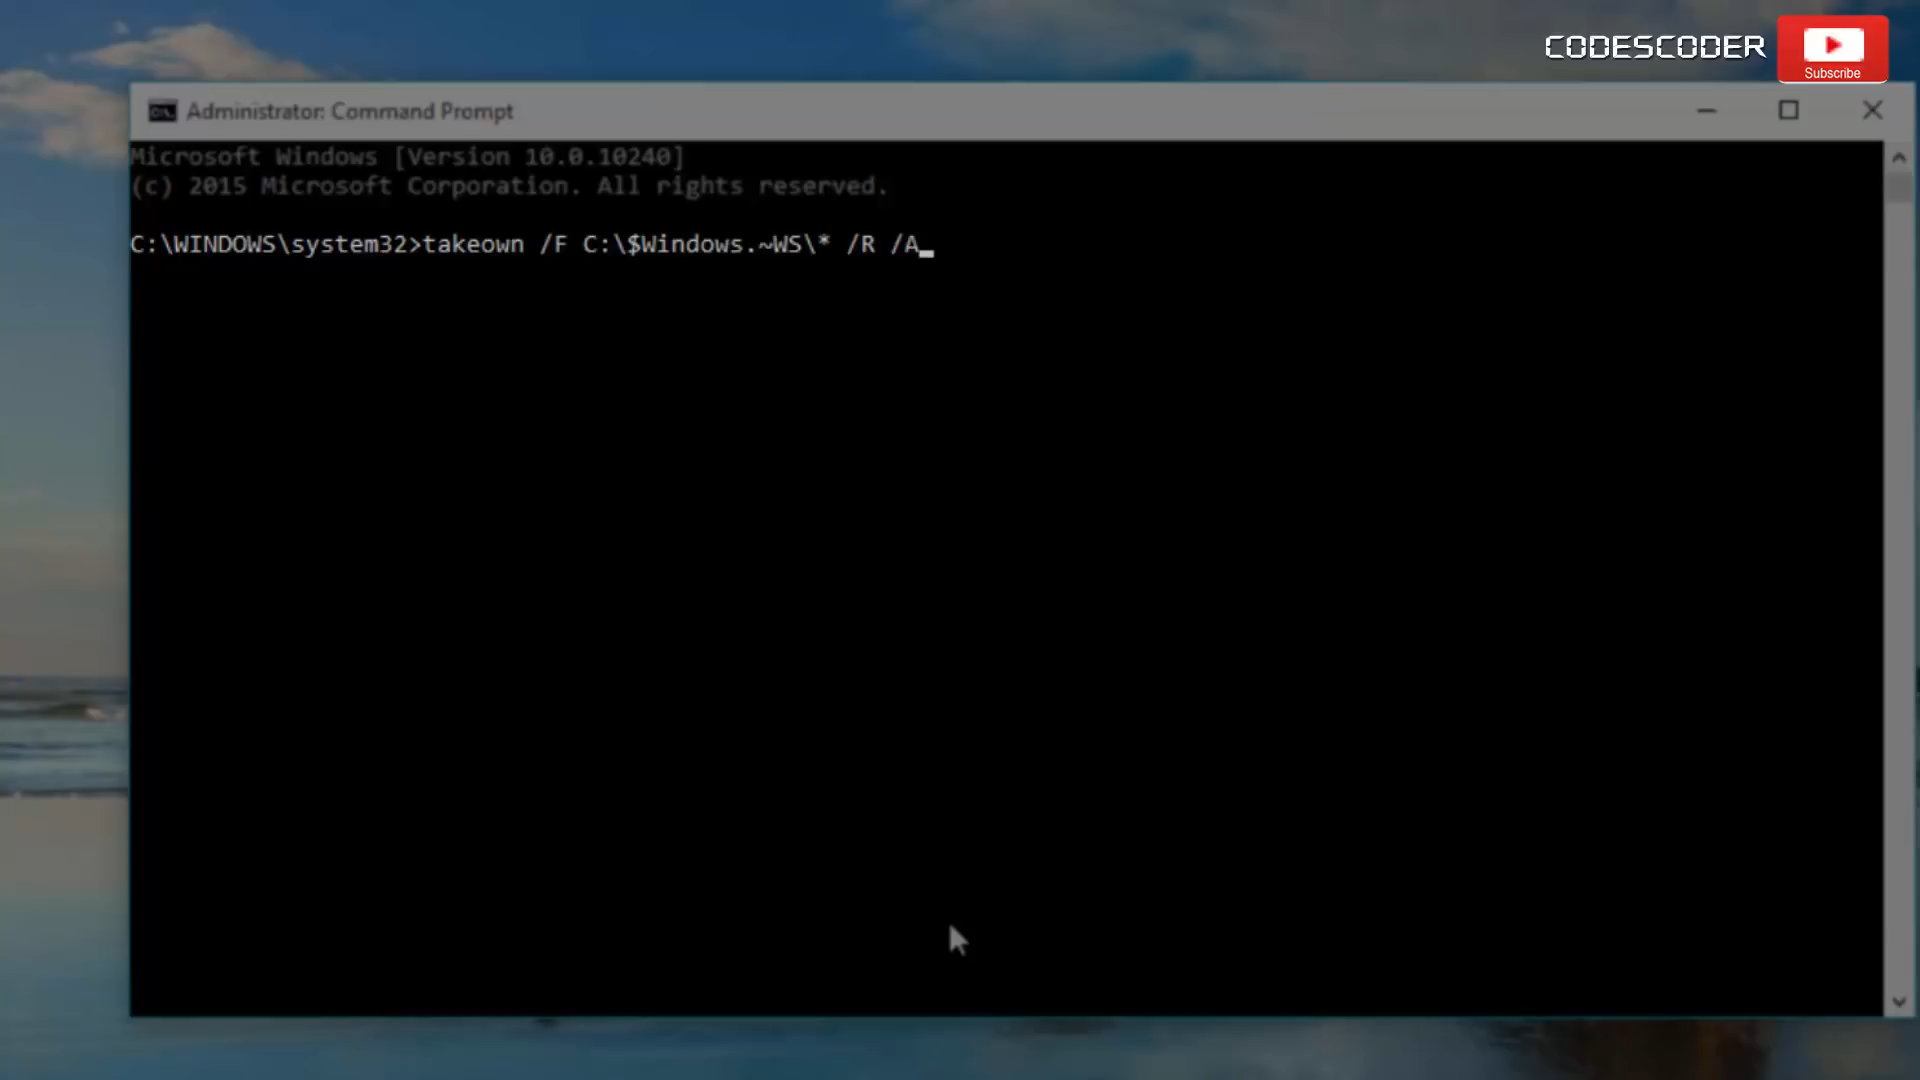 CODESCODER
Subscribe
Administrator: Command Prompt
Microsoft Windows [Version 10.0.10240]
(c) 2015 Microsoft Corporation. All rights reserved.
C:\WINDOWS\system32>takeown /F C:\$Windows.~WS\* /R /A